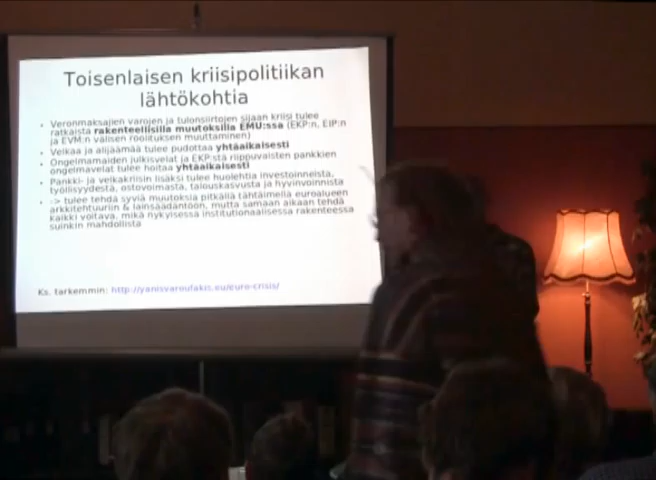 Toisenlaisen kriisipolitiikan
lähtökohtia
• Veronmaksajien varojen ja tulonsiirtojen sijaan kriisi tulee
ratkaista rakenteellisilla muutoksilla EMU:ssa (EKP:n, EIP:n
ja EVM:n välisen roolituksen muuttaminen)
• Velkaa ja alijäämää tulee pudottaa yhtäaikaisesti
• Ongelmamaiden julkisvelat ja EKP:stä riippuvaisten pankkien
ongelmavelat tulee hoitaa yhtäaikaisesti
• Pankki- ja velkakriisin lisäksi tulee huolehtia investoinneista,
työllisyydestä, ostovoimasta, talouskasvusta ja hyvinvoinnista
• -> tulee tehdä syviä muutoksia pitkällä tähtäimellä euroalueen
arkkitehtuuriin & lainsäädäntöön, mutta samaan aikaan tehdä
kaikki voitava, mikä nykyisessä institutionaalisessa rakenteessa
suinkin mahdollista
Ks. tarkemmin: http://yanisvaroufakis.eu/euro-crisis/